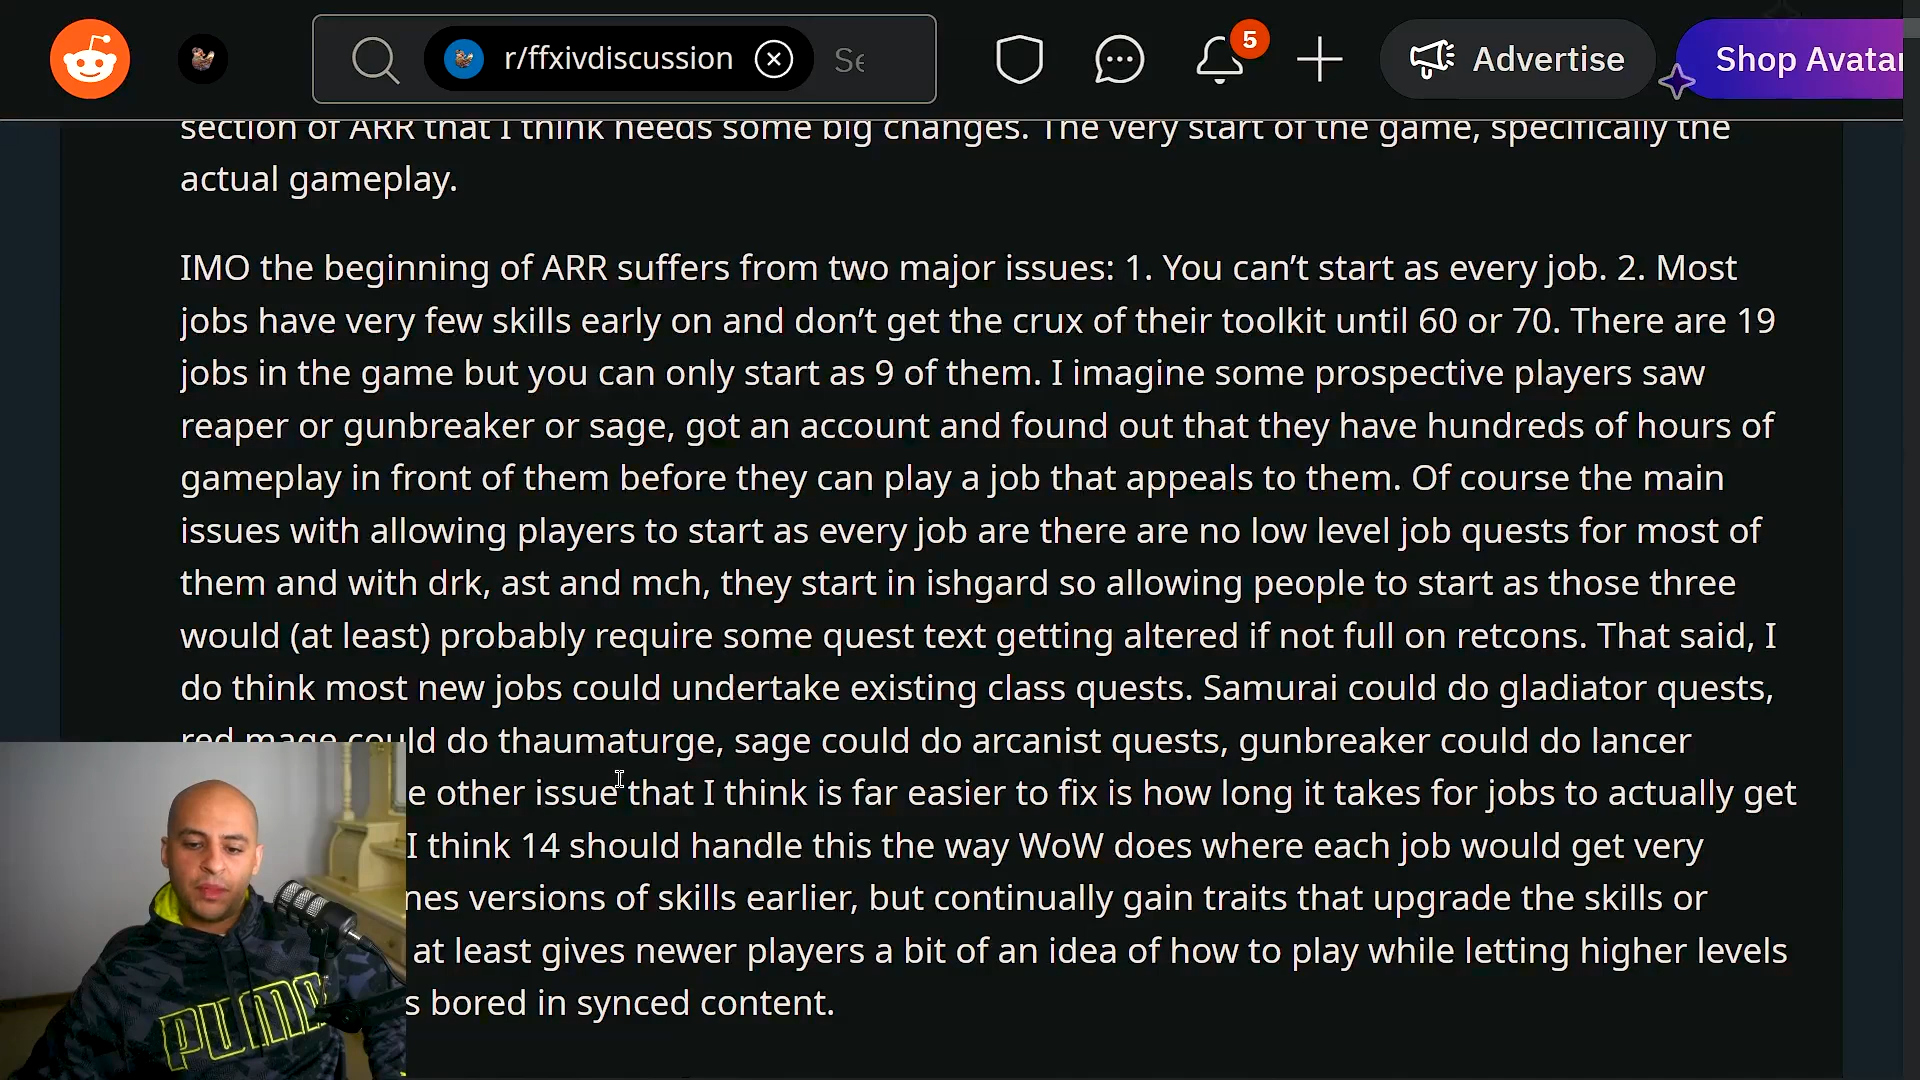 r/ffxivdiscussion
Se
5
Advertise
Shop Avatar
section of ARR that I think needs some big changes. The very start of the game, specifically the
actual gameplay.
IMO the beginning of ARR suffers from two major issues: 1. You can’t start as every job. 2. Most
jobs have very few skills early on and don’t get the crux of their toolkit until 60 or 70. There are 19
jobs in the game but you can only start as 9 of them. I imagine some prospective players saw
reaper or gunbreaker or sage, got an account and found out that they have hundreds of hours of
gameplay in front of them before they can play a job that appeals to them. Of course the main
issues with allowing players to start as every job are there are no low level job quests for most of
them and with drk, ast and mch, they start in ishgard so allowing people to start as those three
would (at least) probably require some quest text getting altered if not full on retcons. That said, I
do think most new jobs could undertake existing class quests. Samurai could do gladiator quests,
red mage could do thaumaturge, sage could do arcanist quests, gunbreaker could do lancer
e other issue that I think is far easier to fix is how long it takes for jobs to actually get
I think 14 should handle this the way WoW does where each job would get very
nes versions of skills earlier, but continually gain traits that upgrade the skills or
at least gives newer players a bit of an idea of how to play while letting higher levels
s bored in synced content.
PUMA